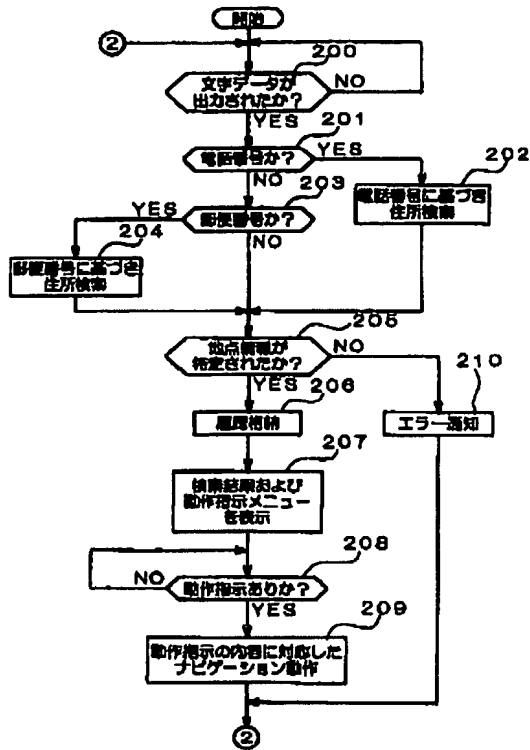 開始
②
200
文字データが
出力されたか？
NO
YES
201
電話番号か？
YES
NO
202
電話番号に基づき
住所検索
203
郵便番号か？
YES
NO
204
郵便番号に基づき
住所検索
205
地点情報が
特定されたか？
NO
YES
206
履歴格納
210
エラー通知
207
検索結果および
動作指示メニュー
を表示
208
動作指示ありか？
NO
YES
209
動作指示の内容に対応した
ナビゲーション動作
②